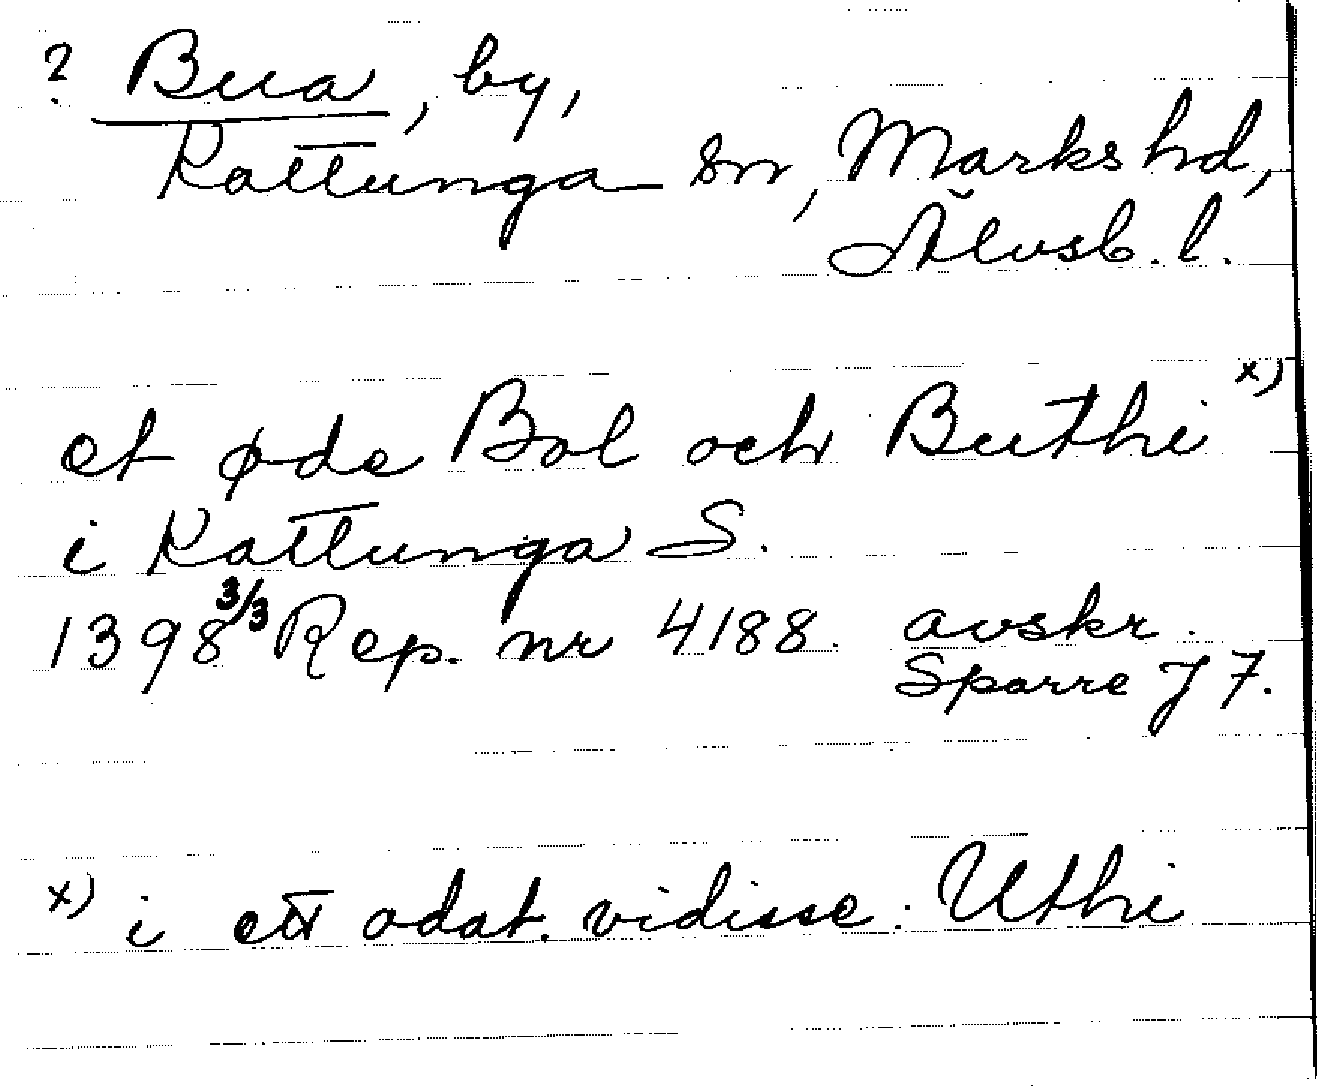 ? Bua, by,
Kattunga sn, Marks hd,
Älvsb. l.
et øde Bol och Buthi x)
i Kattunga S.
1398 3/3 Rep. nr 4188. avskr.
Sparre J 7.
x) i ett odat. vidisse: Uthi